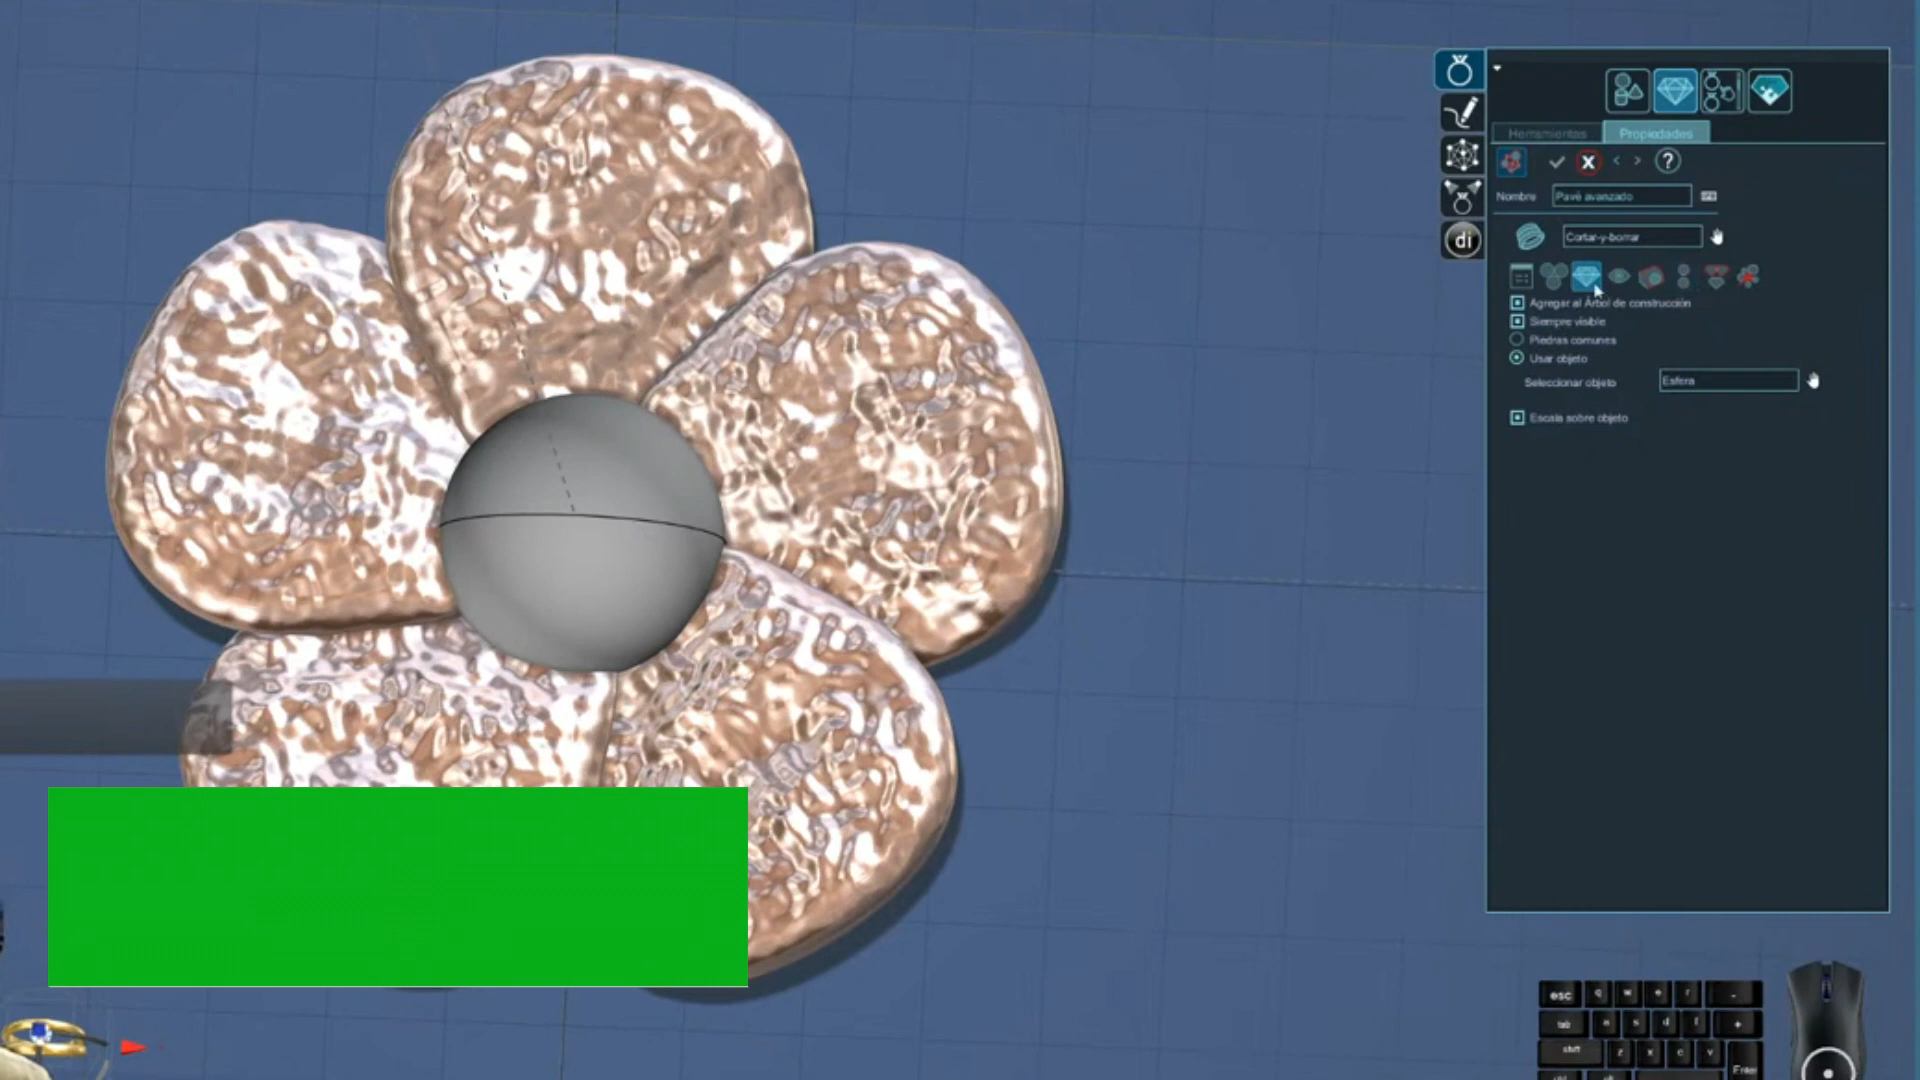 Herramientas Propiedades
< > ?
Nombre Pavé avanzado
Cortar-y-borrar
Agregar al Árbol de construcción
Siempre visible
Piedras comunes
Usar objeto
Seleccionar objeto Esfera
Escala sobre objeto
di
esc q w e r -
tab a s d f +
shift z x c v Enter